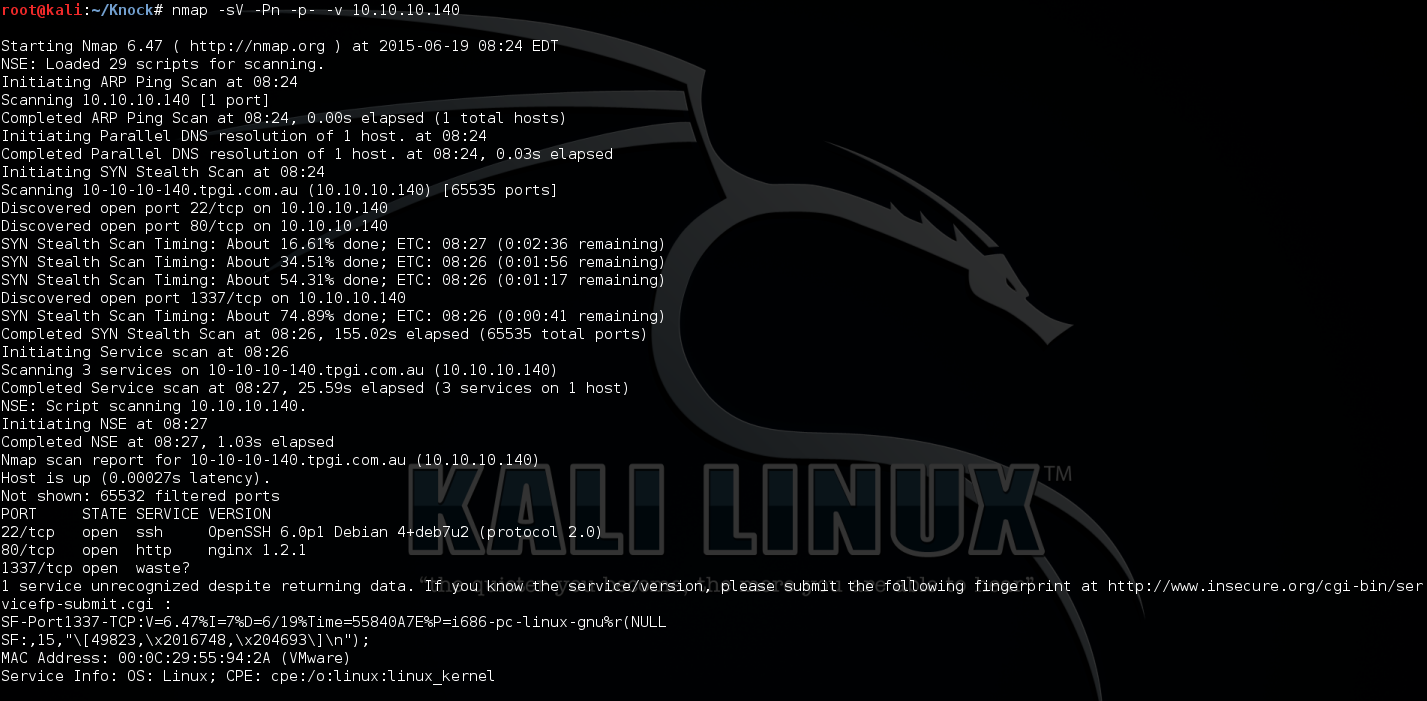 root@kali:~/Knock# nmap -sV -Pn -p- -v 10.10.10.140
Starting Nmap 6.47 ( http://nmap.org ) at 2015-06-19 08:24 EDT
NSE: Loaded 29 scripts for scanning.
Initiating ARP Ping Scan at 08:24
Scanning 10.10.10.140 [1 port]
Completed ARP Ping Scan at 08:24, 0.00s elapsed (1 total hosts)
Initiating Parallel DNS resolution of 1 host. at 08:24
Completed Parallel DNS resolution of 1 host. at 08:24, 0.03s elapsed
Initiating SYN Stealth Scan at 08:24
Scanning 10-10-10-140.tpgi.com.au (10.10.10.140) [65535 ports]
Discovered open port 22/tcp on 10.10.10.140
Discovered open port 80/tcp on 10.10.10.140
SYN Stealth Scan Timing: About 16.61% done; ETC: 08:27 (0:02:36 remaining)
SYN Stealth Scan Timing: About 34.51% done; ETC: 08:26 (0:01:56 remaining)
SYN Stealth Scan Timing: About 54.31% done; ETC: 08:26 (0:01:17 remaining)
Discovered open port 1337/tcp on 10.10.10.140
SYN Stealth Scan Timing: About 74.89% done; ETC: 08:26 (0:00:41 remaining)
Completed SYN Stealth Scan at 08:26, 155.02s elapsed (65535 total ports)
Initiating Service scan at 08:26
Scanning 3 services on 10-10-10-140.tpgi.com.au (10.10.10.140)
Completed Service scan at 08:27, 25.59s elapsed (3 services on 1 host)
NSE: Script scanning 10.10.10.140.
Initiating NSE at 08:27
Completed NSE at 08:27, 1.03s elapsed
Nmap scan report for 10-10-10-140.tpgi.com.au (10.10.10.140)
Host is up (0.00027s latency).
Not shown: 65532 filtered ports
PORT     STATE SERVICE VERSION
22/tcp   open  ssh     OpenSSH 6.0p1 Debian 4+deb7u2 (protocol 2.0)
80/tcp   open  http    nginx 1.2.1
1337/tcp open  waste?
1 service unrecognized despite returning data. If you know the service/version, please submit the following fingerprint at http://www.insecure.org/cgi-bin/ser
vicefp-submit.cgi :
SF-Port1337-TCP:V=6.47%I=7%D=6/19%Time=55840A7E%P=i686-pc-linux-gnu%r(NULL
SF:,15,"\[49823,\x2016748,\x204693\]\n");
MAC Address: 00:0C:29:55:94:2A (VMware)
Service Info: OS: Linux; CPE: cpe:/o:linux:linux_kernel
KALI LINUX TM
"the quieter you become, the more you are able to hear"